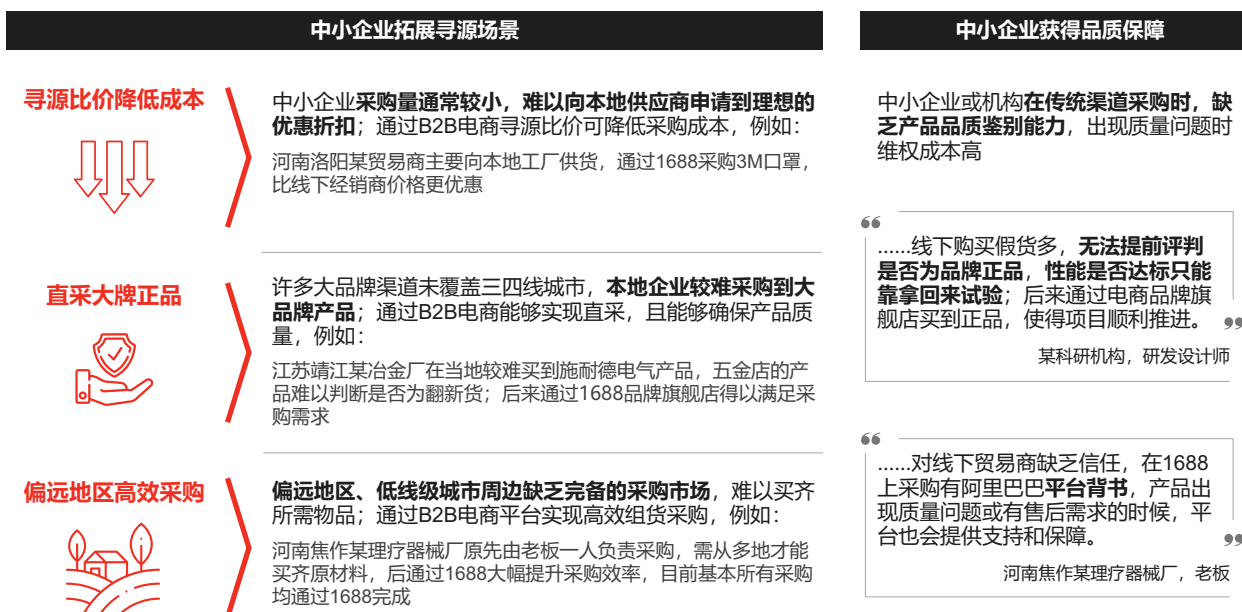 中小企业拓展寻源场景
寻源比价降低成本
中小企业采购量通常较小，难以向本地供应商申请到理想的
优惠折扣；通过B2B电商寻源比价可降低采购成本，例如：
河南洛阳某贸易商主要向本地工厂供货，通过1688采购3M口罩，
比线下经销商价格更优惠
直采大牌正品
许多大品牌渠道未覆盖三四线城市，本地企业较难采购到大
品牌产品；通过B2B电商能够实现直采，且能够确保产品质
量，例如：
江苏靖江某冶金厂在当地较难买到施耐德电气产品，五金店的产
品难以判断是否为翻新货；后来通过1688品牌旗舰店得以满足采
购需求
偏远地区高效采购
偏远地区、低线级城市周边缺乏完备的采购市场，难以买齐
所需物品；通过B2B电商平台实现高效组货采购，例如：
河南焦作某理疗器械厂原先由老板一人负责采购，需从多地才能
买齐原材料，后通过1688大幅提升采购效率，目前基本所有采购
均通过1688完成
中小企业获得品质保障
中小企业或机构在传统渠道采购时，缺
乏产品品质鉴别能力，出现质量问题时
维权成本高
“
......线下购买假货多，无法提前评判
是否为品牌正品，性能是否达标只能
靠拿回来试验；后来通过电商品牌旗
舰店买到正品，使得项目顺利推进。 ”
某科研机构，研发设计师
“
......对线下贸易商缺乏信任，在1688
上采购有阿里巴巴平台背书，产品出
现质量问题或有售后需求的时候，平
台也会提供支持和保障。 ”
河南焦作某理疗器械厂，老板